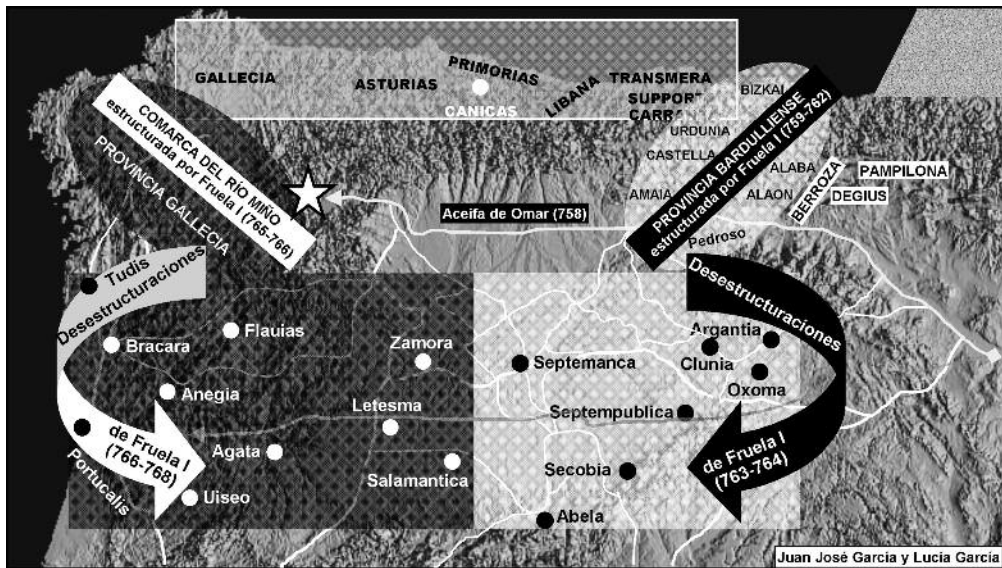 GALLECIA
ASTURIAS
PRIMORIAS
CANICAS
LIBANA
TRANSMERA
SUPPORT
CARR
BIZKAI
URDUNIA
CASTELLA
ALABA
AMAIA
ALAON
BERROZA
DEGIUS
PAMPILONA
COMARCA DEL RÍO MIÑO
estructurada por Fruela I (765-766)
PROVINCIA GALLECIA
PROVINCIA BARDULLIENSE
estructurada por Fruela I (759-762)
Aceifa de Omar (758)
Pedroso
Tudis
Desestructuraciones
Bracara
Flauias
Anegia
Zamora
Letesma
Agata
Salamantica
Uiseo
Portucalis
de Fruela I
(766-768)
Septemanca
Septempublica
Secobia
Abela
Argantia
Clunia
Oxoma
Desestructuraciones
de Fruela I
(763-764)
Juan José García y Lucía García